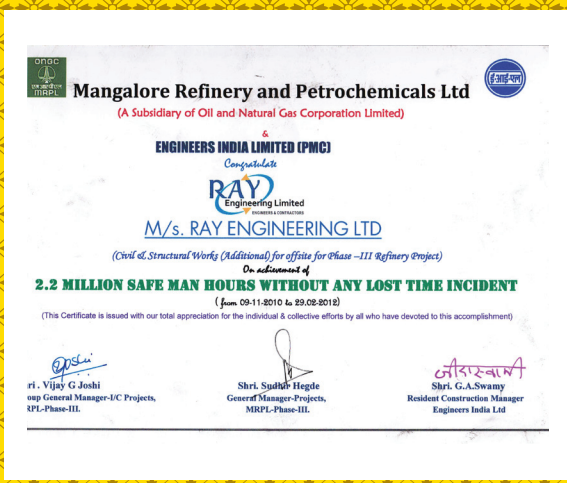 ONGC
एम आर पी एल
MRPL
ई.आई.एल
Mangalore Refinery and Petrochemicals Ltd
(A Subsidiary of Oil and Natural Gas Corporation Limited)
&
ENGINEERS INDIA LIMITED (PMC)
Congratulate
RAY
Engineering Limited
ENGINEERS & CONTRACTORS
M/s. RAY ENGINEERING LTD
(Civil & Structural Works (Additional) for offsite for Phase –III Refinery Project)
On achievement of
2.2 MILLION SAFE MAN HOURS WITHOUT ANY LOST TIME INCIDENT
( from 09-11-2010 to 29.02-2012)
(This Certificate is issued with our total appreciation for the individual & collective efforts by all who have devoted to this accomplishment)
ri . Vijay G Joshi
oup General Manager-I/C Projects,
RPL-Phase-III.
Shri. Sudhir Hegde
General Manager-Projects,
MRPL-Phase-III.
Shri. G.A.Swamy
Resident Construction Manager
Engineers India Ltd